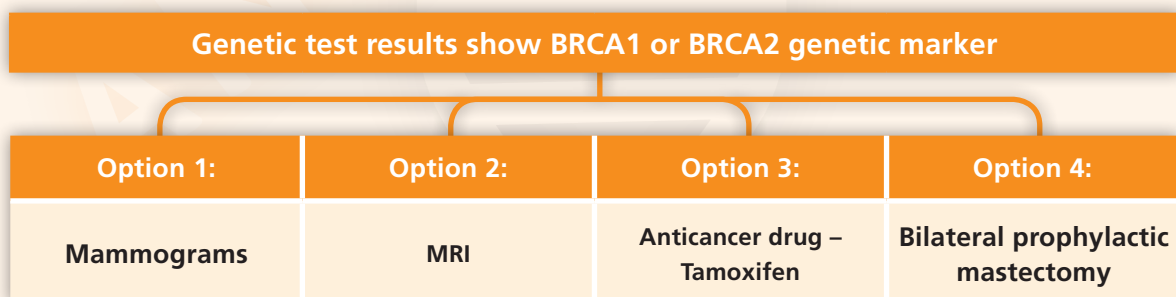 Genetic test results show BRCA1 or BRCA2 genetic marker
Option 1:
Option 2:
Option 3:
Option 4:
Mammograms
MRI
Anticancer drug –
Tamoxifen
Bilateral prophylactic
mastectomy